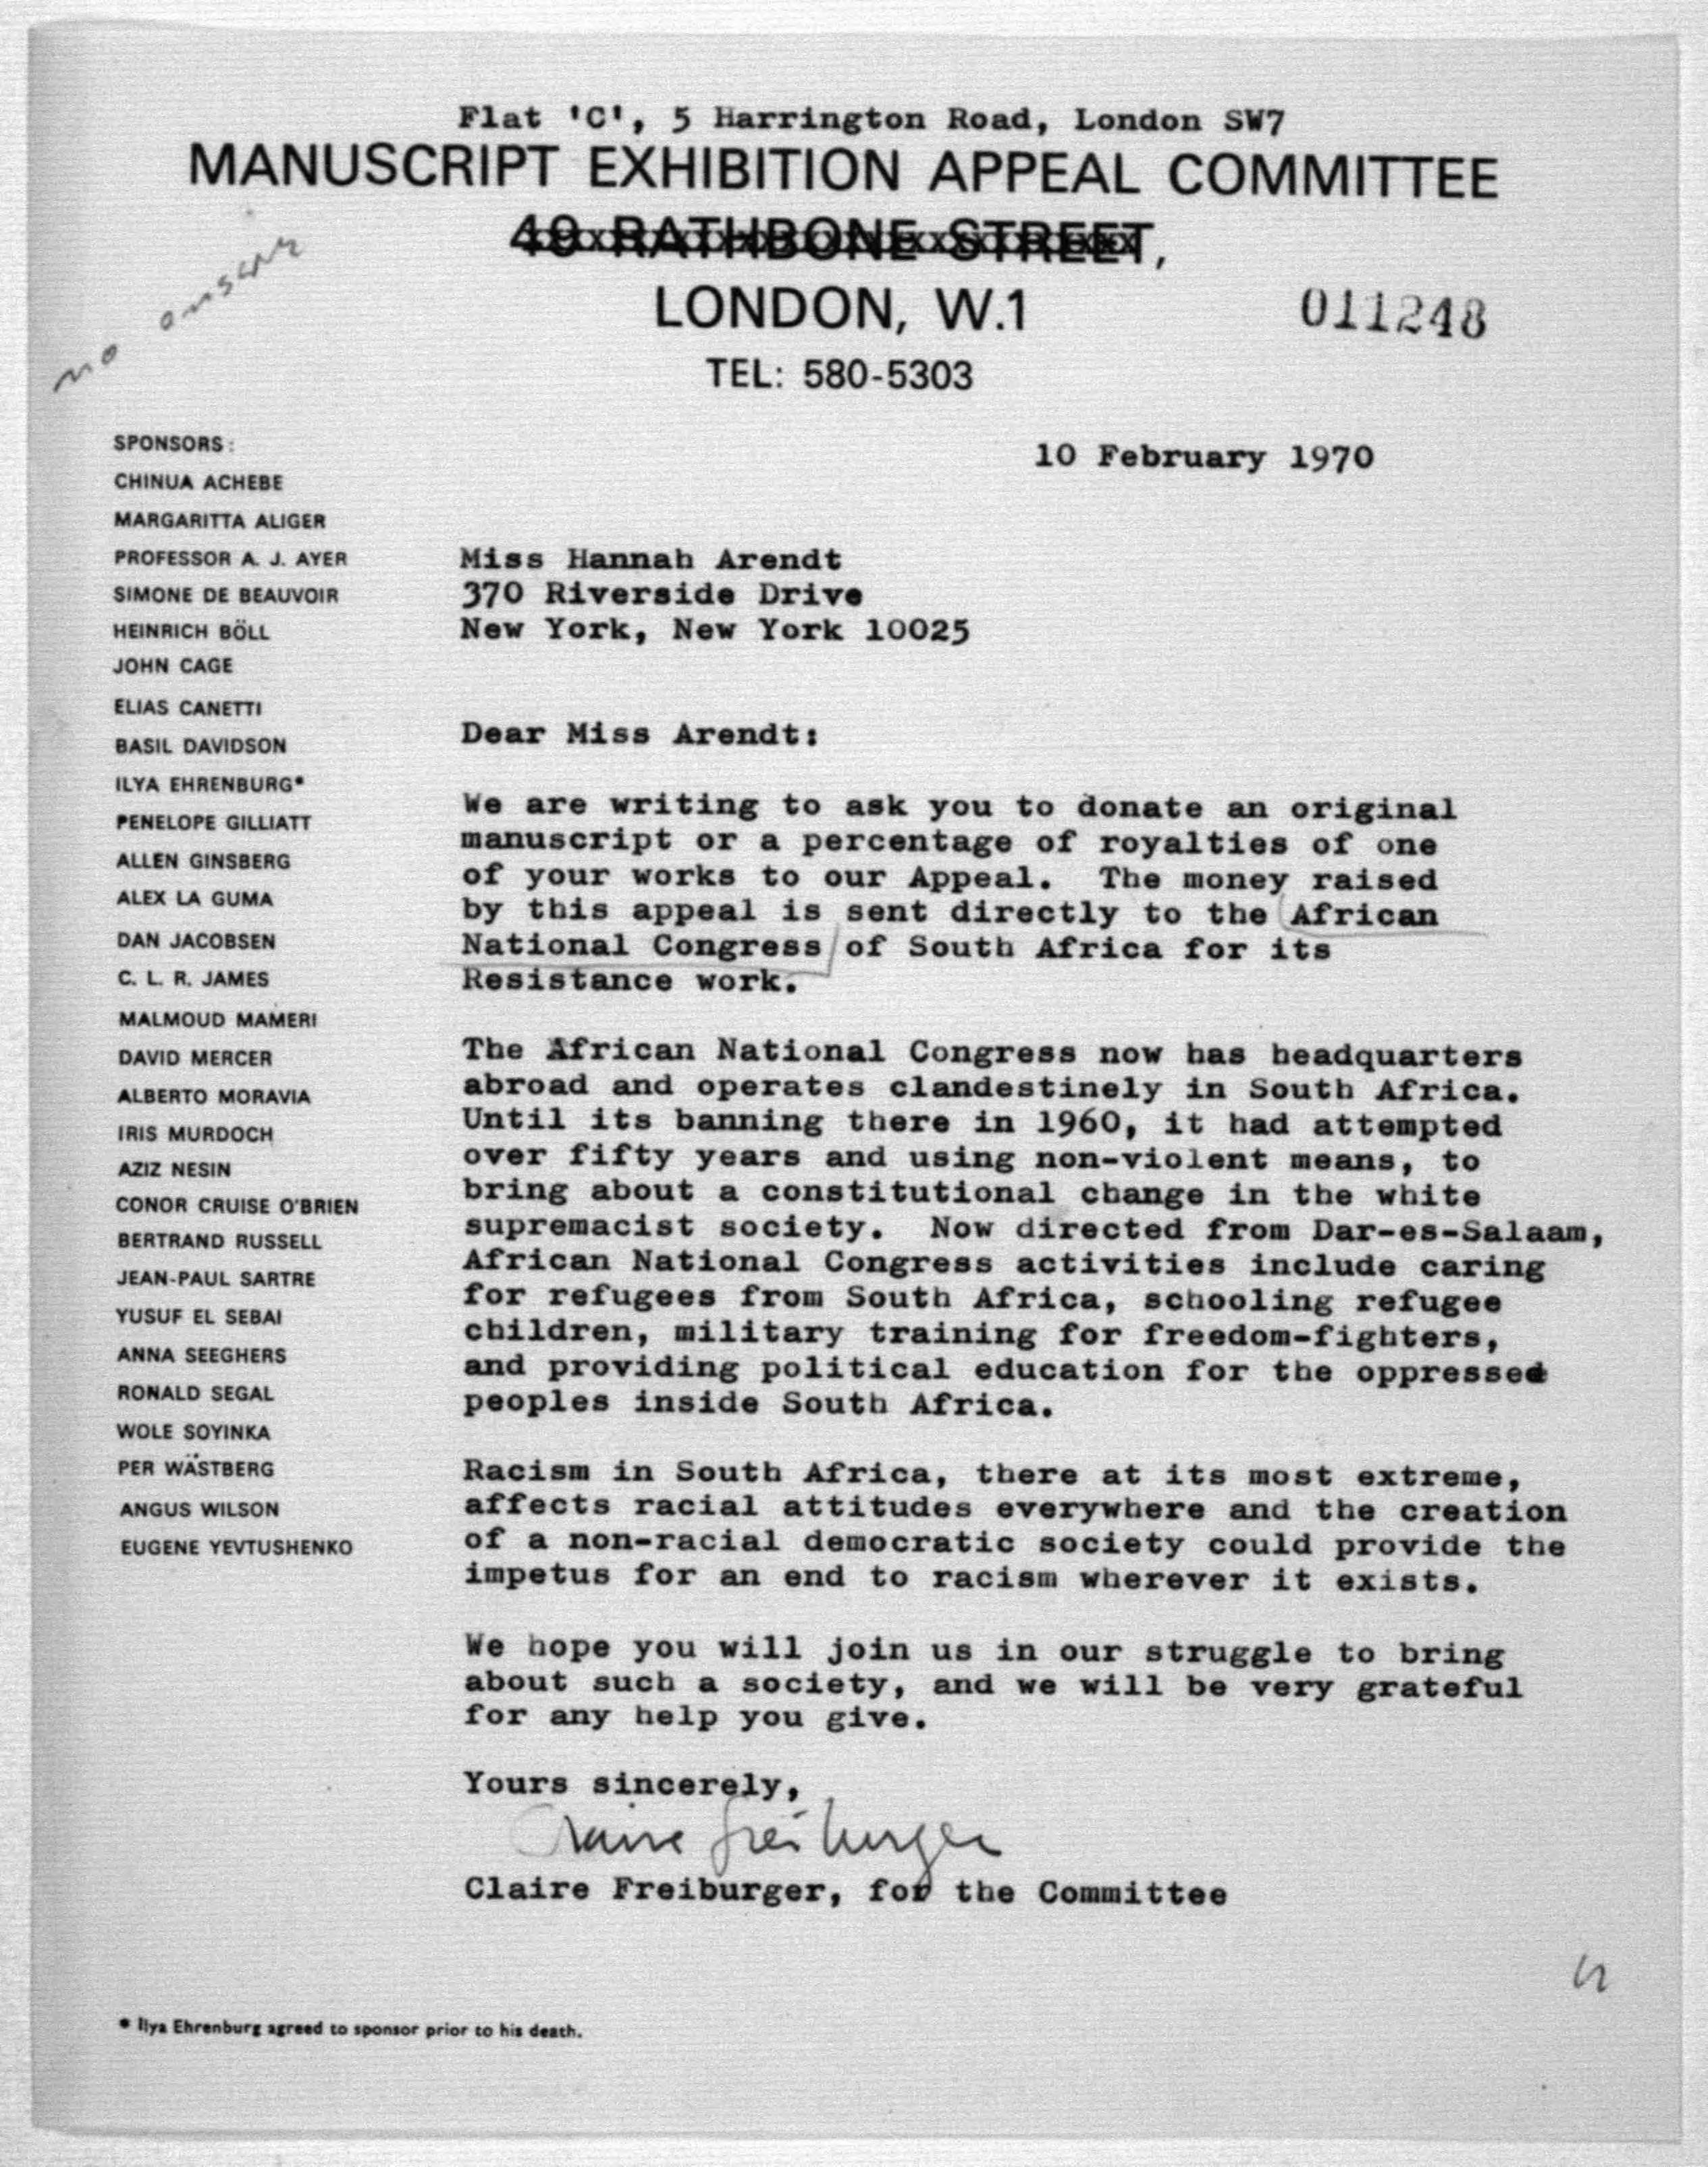 Flat 'C', 5 Harrington Road, London SW7
MANUSCRIPT EXHIBITION APPEAL COMMITTEE
49 RATHBONE STREET,
LONDON, W.1
TEL: 580-5303
no answer
011248
10 February 1970
SPONSORS:
CHINUA ACHEBE
MARGARITTA ALIGER
PROFESSOR A. J. AYER
SIMONE DE BEAUVOIR
HEINRICH BÖLL
JOHN CAGE
ELIAS CANETTI
BASIL DAVIDSON
ILYA EHRENBURG*
PENELOPE GILLIATT
ALLEN GINSBERG
ALEX LA GUMA
DAN JACOBSEN
C. L. R. JAMES
MALMOUD MAMERI
DAVID MERCER
ALBERTO MORAVIA
IRIS MURDOCH
AZIZ NESIN
CONOR CRUISE O'BRIEN
BERTRAND RUSSELL
JEAN-PAUL SARTRE
YUSUF EL SEBAI
ANNA SEEGHERS
RONALD SEGAL
WOLE SOYINKA
PER WÄSTBERG
ANGUS WILSON
EUGENE YEVTUSHENKO
Miss Hannah Arendt
370 Riverside Drive
New York, New York 10025
Dear Miss Arendt:
We are writing to ask you to donate an original
manuscript or a percentage of royalties of one
of your works to our Appeal. The money raised
by this appeal is sent directly to the African
National Congress of South Africa for its
Resistance work.
The African National Congress now has headquarters
abroad and operates clandestinely in South Africa.
Until its banning there in 1960, it had attempted
over fifty years and using non-violent means, to
bring about a constitutional change in the white
supremacist society. Now directed from Dar-es-Salaam,
African National Congress activities include caring
for refugees from South Africa, schooling refugee
children, military training for freedom-fighters,
and providing political education for the oppressed
peoples inside South Africa.
Racism in South Africa, there at its most extreme,
affects racial attitudes everywhere and the creation
of a non-racial democratic society could provide the
impetus for an end to racism wherever it exists.
We hope you will join us in our struggle to bring
about such a society, and we will be very grateful
for any help you give.
Yours sincerely,
Claire Freiburger
Claire Freiburger, for the Committee
* Ilya Ehrenburg agreed to sponsor prior to his death.